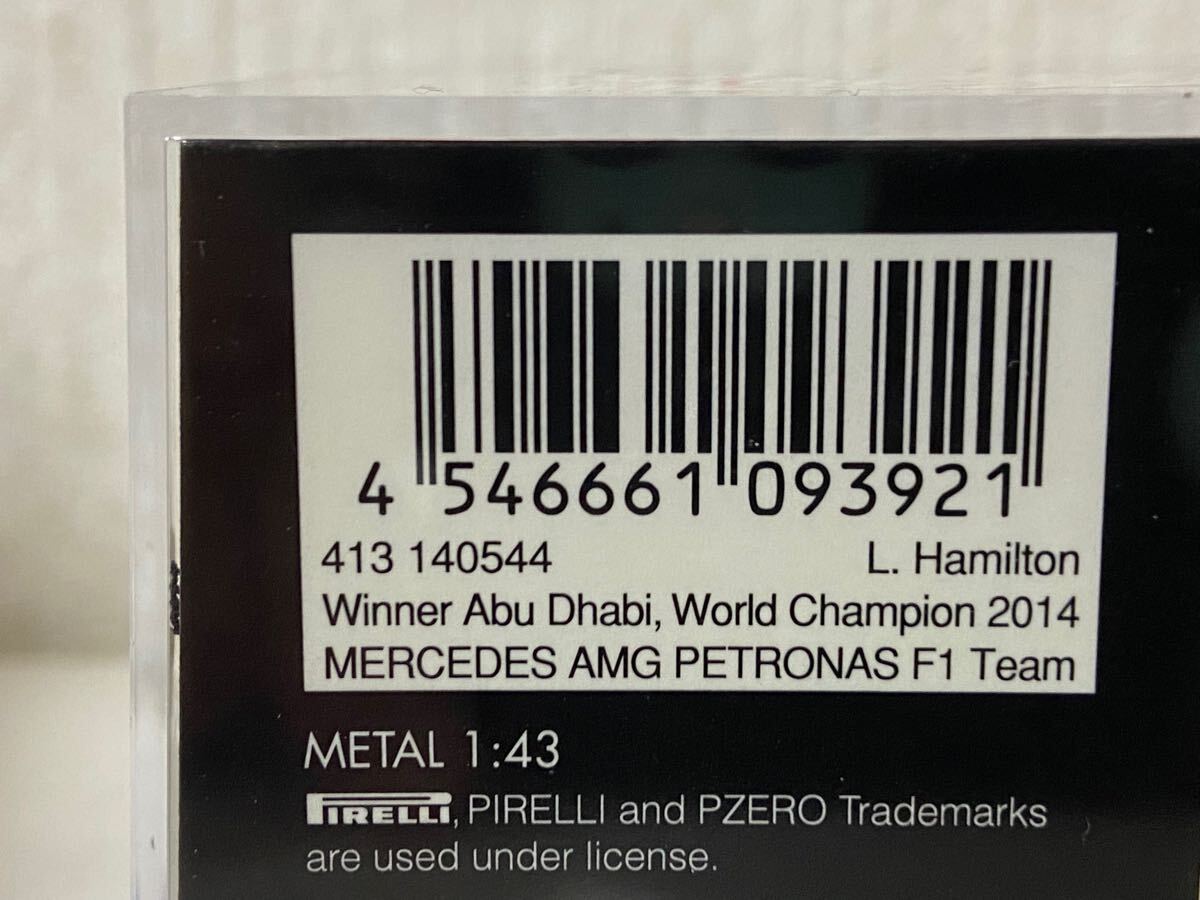 4 546661 093921
413 140544 L. Hamilton
Winner Abu Dhabi, World Champion 2014
MERCEDES AMG PETRONAS F1 Team
METAL 1:43
PIRELLI, PIRELLI and PZERO Trademarks
are used under license.